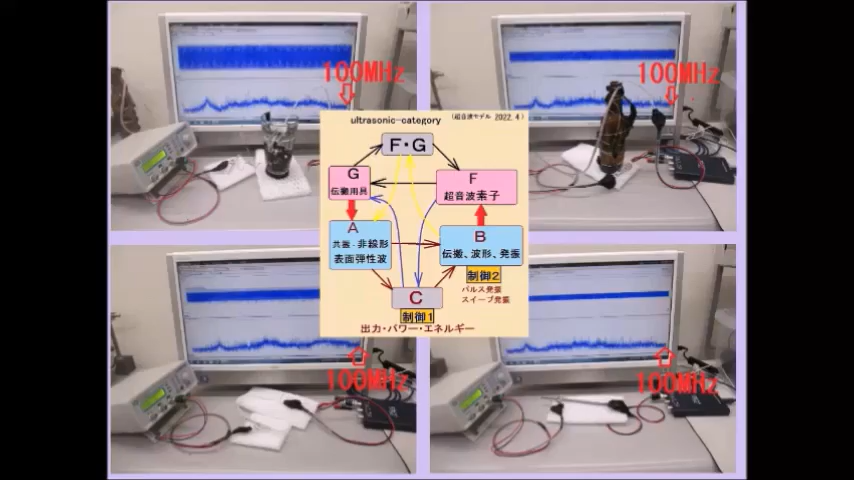 100MHz
100MHz
ultrasonic-category (超音波モデル 2022.4)
F・G
G
伝搬用具
F
超音波素子
A
共振・非線形
表面弾性波
B
伝搬、波形、発振
制御2
パルス発振
スイープ発振
C
制御1
出力・パワー・エネルギー
100MHz
100MHz